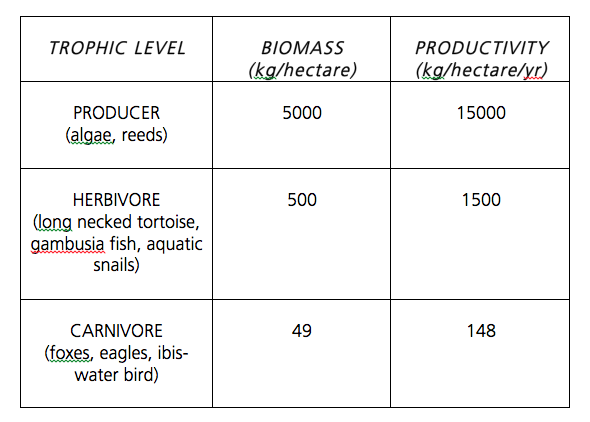 TROPHIC LEVEL
BIOMASS
(kg/hectare)
PRODUCTIVITY
(kg/hectare/yr)
PRODUCER
(algae, reeds)
5000
15000
HERBIVORE
(long necked tortoise,
gambusia fish, aquatic
snails)
500
1500
CARNIVORE
(foxes, eagles, ibis-
water bird)
49
148